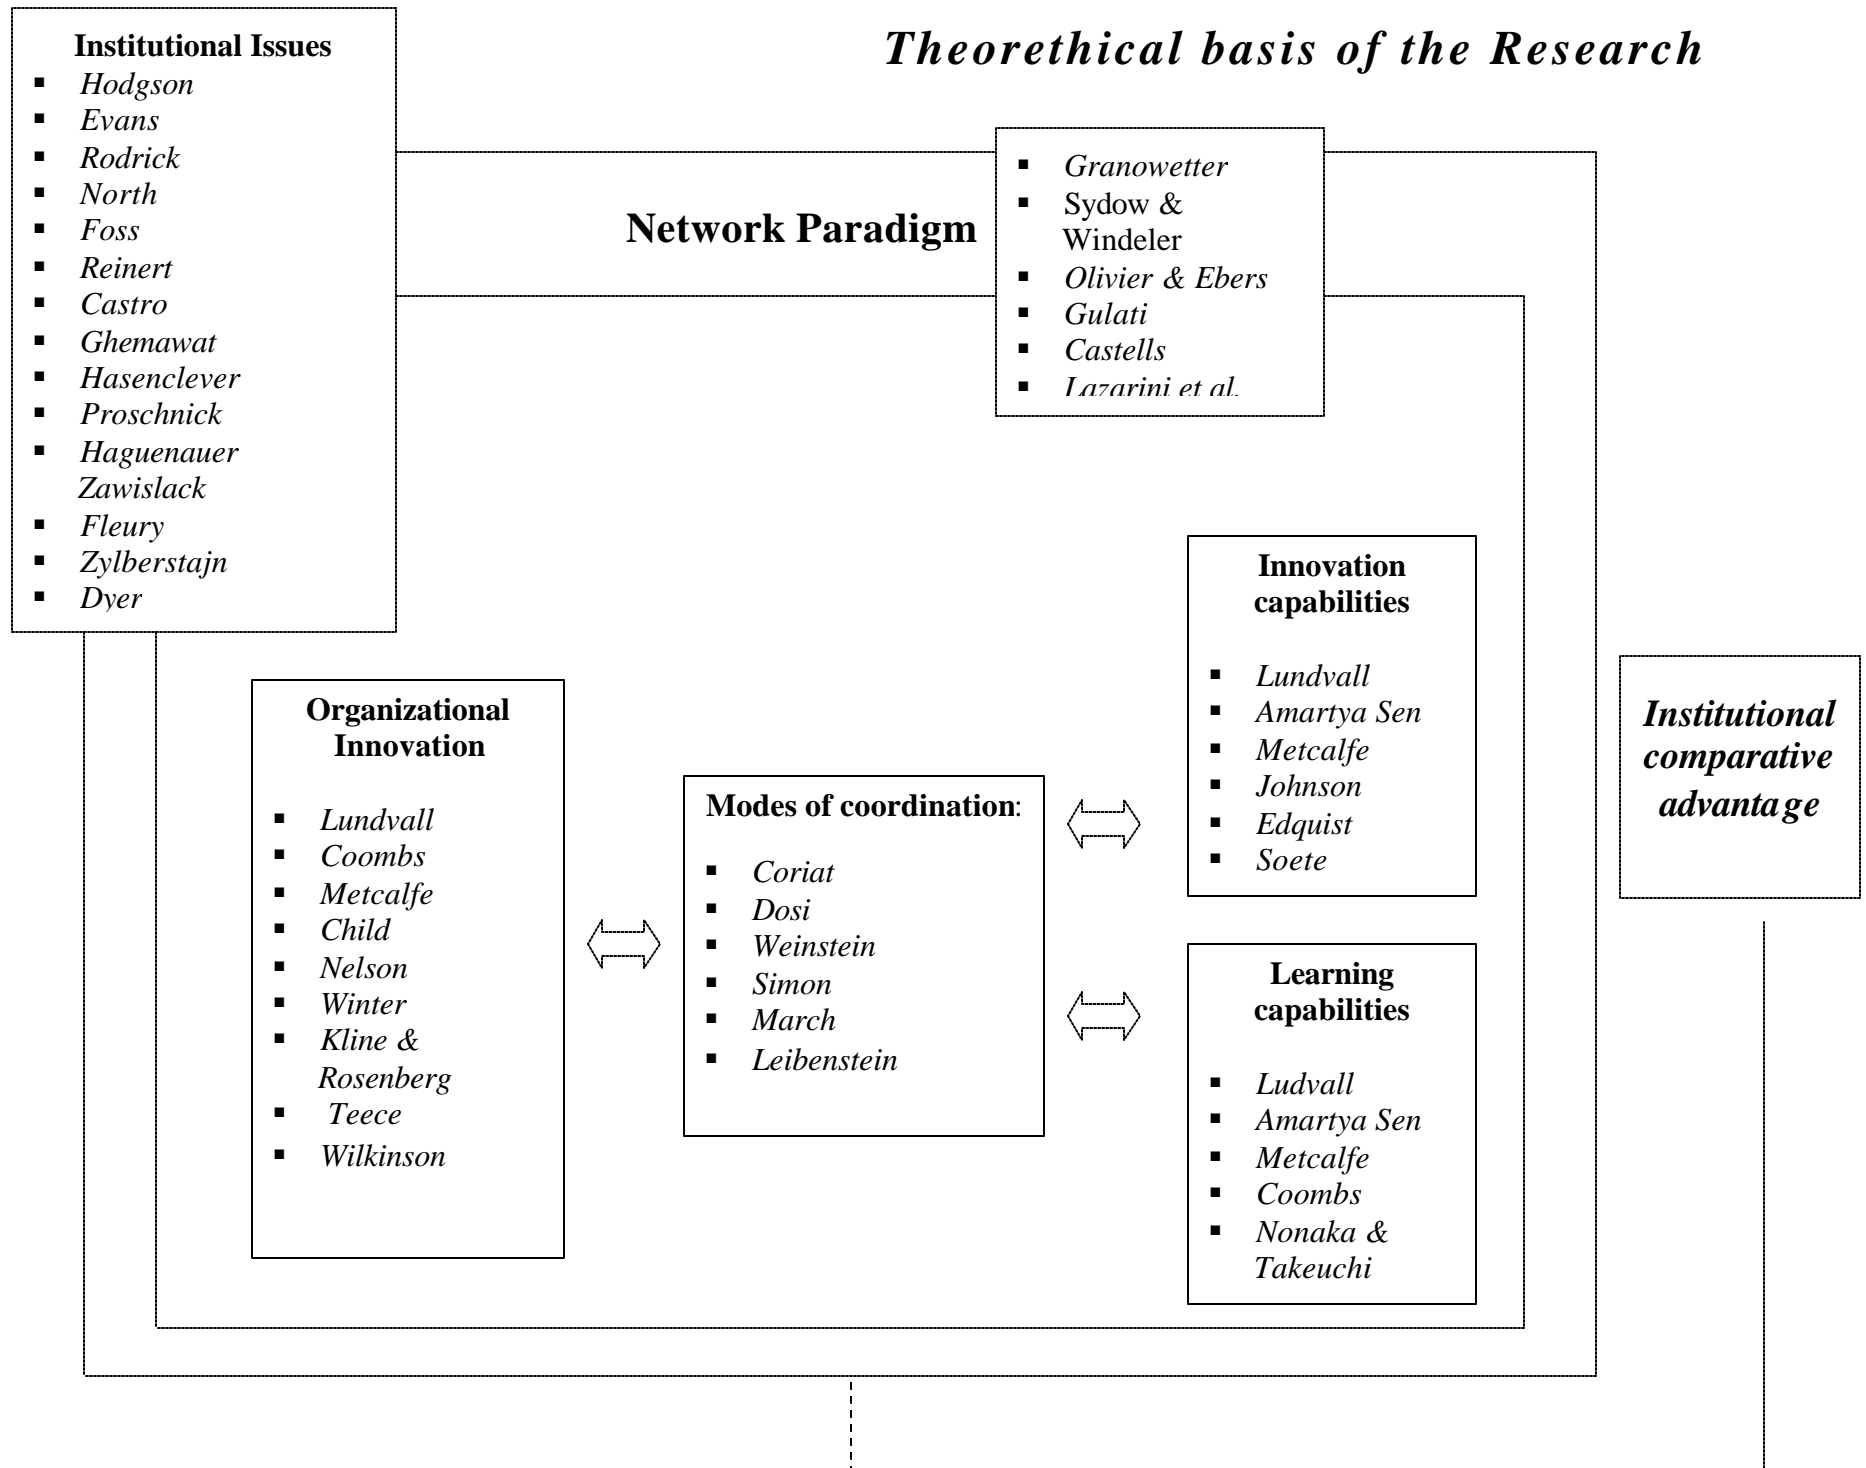 Theorethical basis of the Research
Institutional Issues
▪ Hodgson
▪ Evans
▪ Rodrick
▪ North
▪ Foss
▪ Reinert
▪ Castro
▪ Ghemawat
▪ Hasenclever
▪ Proschnick
▪ Haguenauer
Zawislack
▪ Fleury
▪ Zylberstajn
▪ Dyer
Network Paradigm
▪ Granowetter
▪ Sydow &
Windeler
▪ Olivier & Ebers
▪ Gulati
▪ Castells
▪ Lazarini et al.
Organizational
Innovation
▪ Lundvall
▪ Coombs
▪ Metcalfe
▪ Child
▪ Nelson
▪ Winter
▪ Kline &
Rosenberg
▪ Teece
▪ Wilkinson
Modes of coordination:
▪ Coriat
▪ Dosi
▪ Weinstein
▪ Simon
▪ March
▪ Leibenstein
Innovation
capabilities
▪ Lundvall
▪ Amartya Sen
▪ Metcalfe
▪ Johnson
▪ Edquist
▪ Soete
Learning
capabilities
▪ Ludvall
▪ Amartya Sen
▪ Metcalfe
▪ Coombs
▪ Nonaka &
Takeuchi
Institutional
comparative
advantage